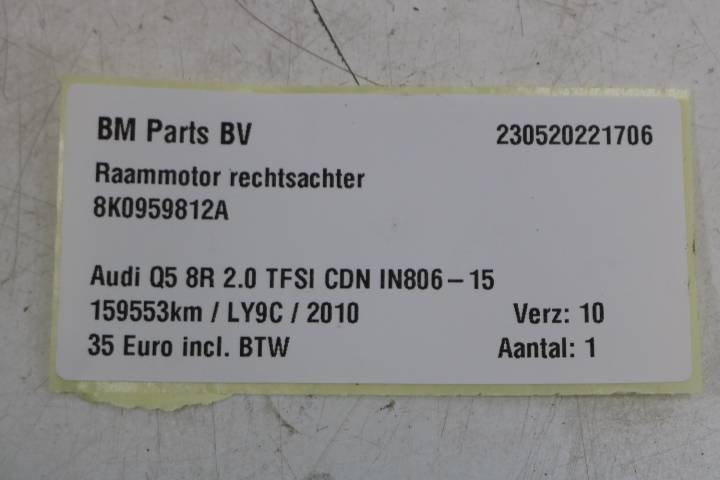 BM Parts BV 230520221706
Raammotor rechtsachter
8K0959812A
Audi Q5 8R 2.0 TFSI CDN IN806-15
159553km / LY9C / 2010 Verz: 10
35 Euro incl. BTW Aantal: 1